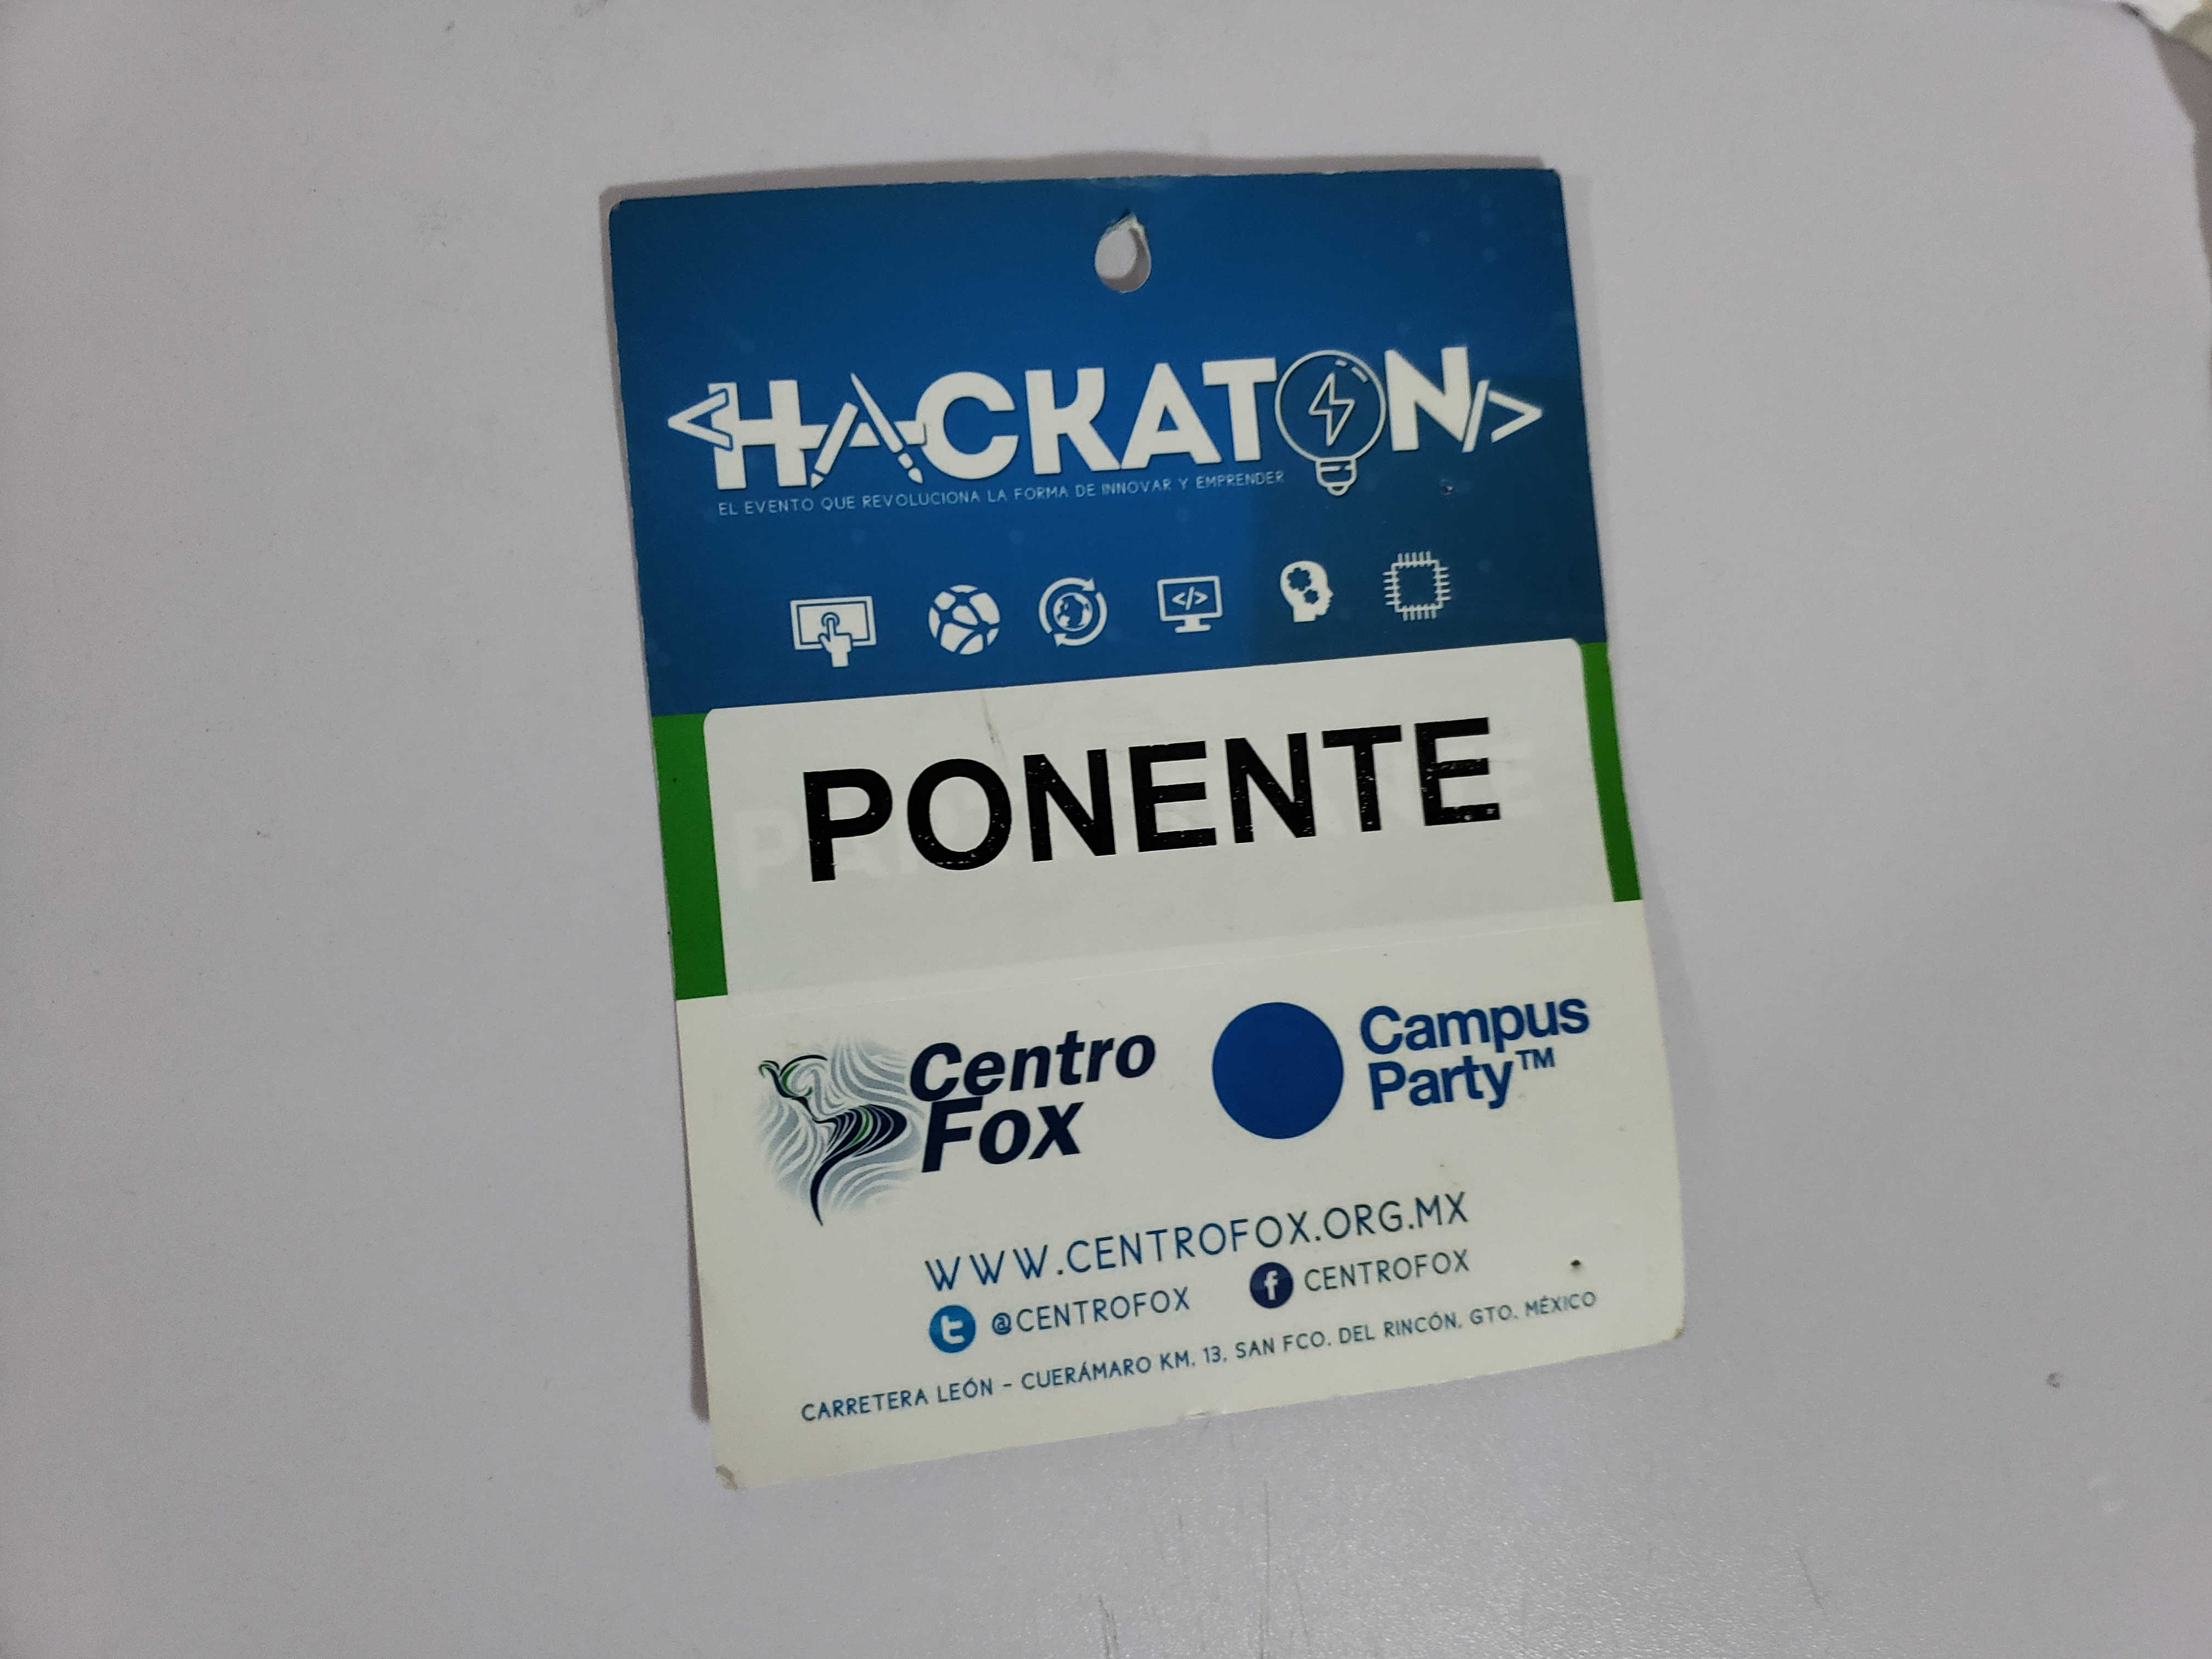 <HACKATON/>
EL EVENTO QUE REVOLUCIONA LA FORMA DE INNOVAR Y EMPRENDER
</>
PONENTE
Centro
Fox
Campus
Party™
WWW.CENTROFOX.ORG.MX
@CENTROFOX
CENTROFOX
CARRETERA LEÓN - CUERÁMARO KM. 13, SAN FCO. DEL RINCÓN, GTO. MÉXICO